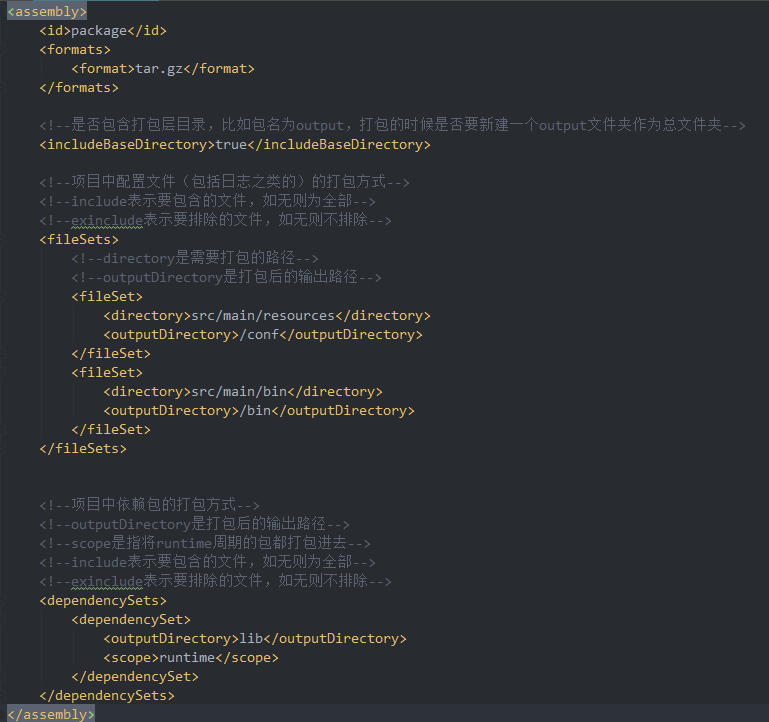 <assembly>
<id>package</id>
<formats>
<format>tar.gz</format>
</formats>
<!--是否包含打包层目录，比如包名为output，打包的时候是否要新建一个output文件夹作为总文件夹-->
<includeBaseDirectory>true</includeBaseDirectory>
<!--项目中配置文件（包括日志之类的）的打包方式-->
<!--include表示要包含的文件，如无则为全部-->
<!--exinclude表示要排除的文件，如无则不排除-->
<fileSets>
<!--directory是需要打包的路径-->
<!--outputDirectory是打包后的输出路径-->
<fileSet>
<directory>src/main/resources</directory>
<outputDirectory>/conf</outputDirectory>
</fileSet>
<fileSet>
<directory>src/main/bin</directory>
<outputDirectory>/bin</outputDirectory>
</fileSet>
</fileSets>
<!--项目中依赖包的打包方式-->
<!--outputDirectory是打包后的输出路径-->
<!--scope是指将runtime周期的包都打包进去-->
<!--include表示要包含的文件，如无则为全部-->
<!--exinclude表示要排除的文件，如无则不排除-->
<dependencySets>
<dependencySet>
<outputDirectory>lib</outputDirectory>
<scope>runtime</scope>
</dependencySet>
</dependencySets>
</assembly>